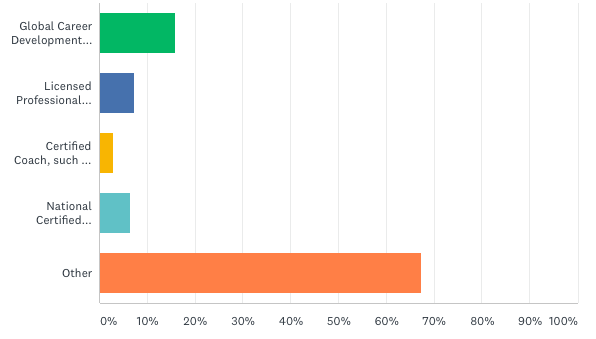 Global Career
Development...
Licensed
Professional...
Certified
Coach, such ...
National
Certified...
Other
0% 10% 20% 30% 40% 50% 60% 70% 80% 90% 100%